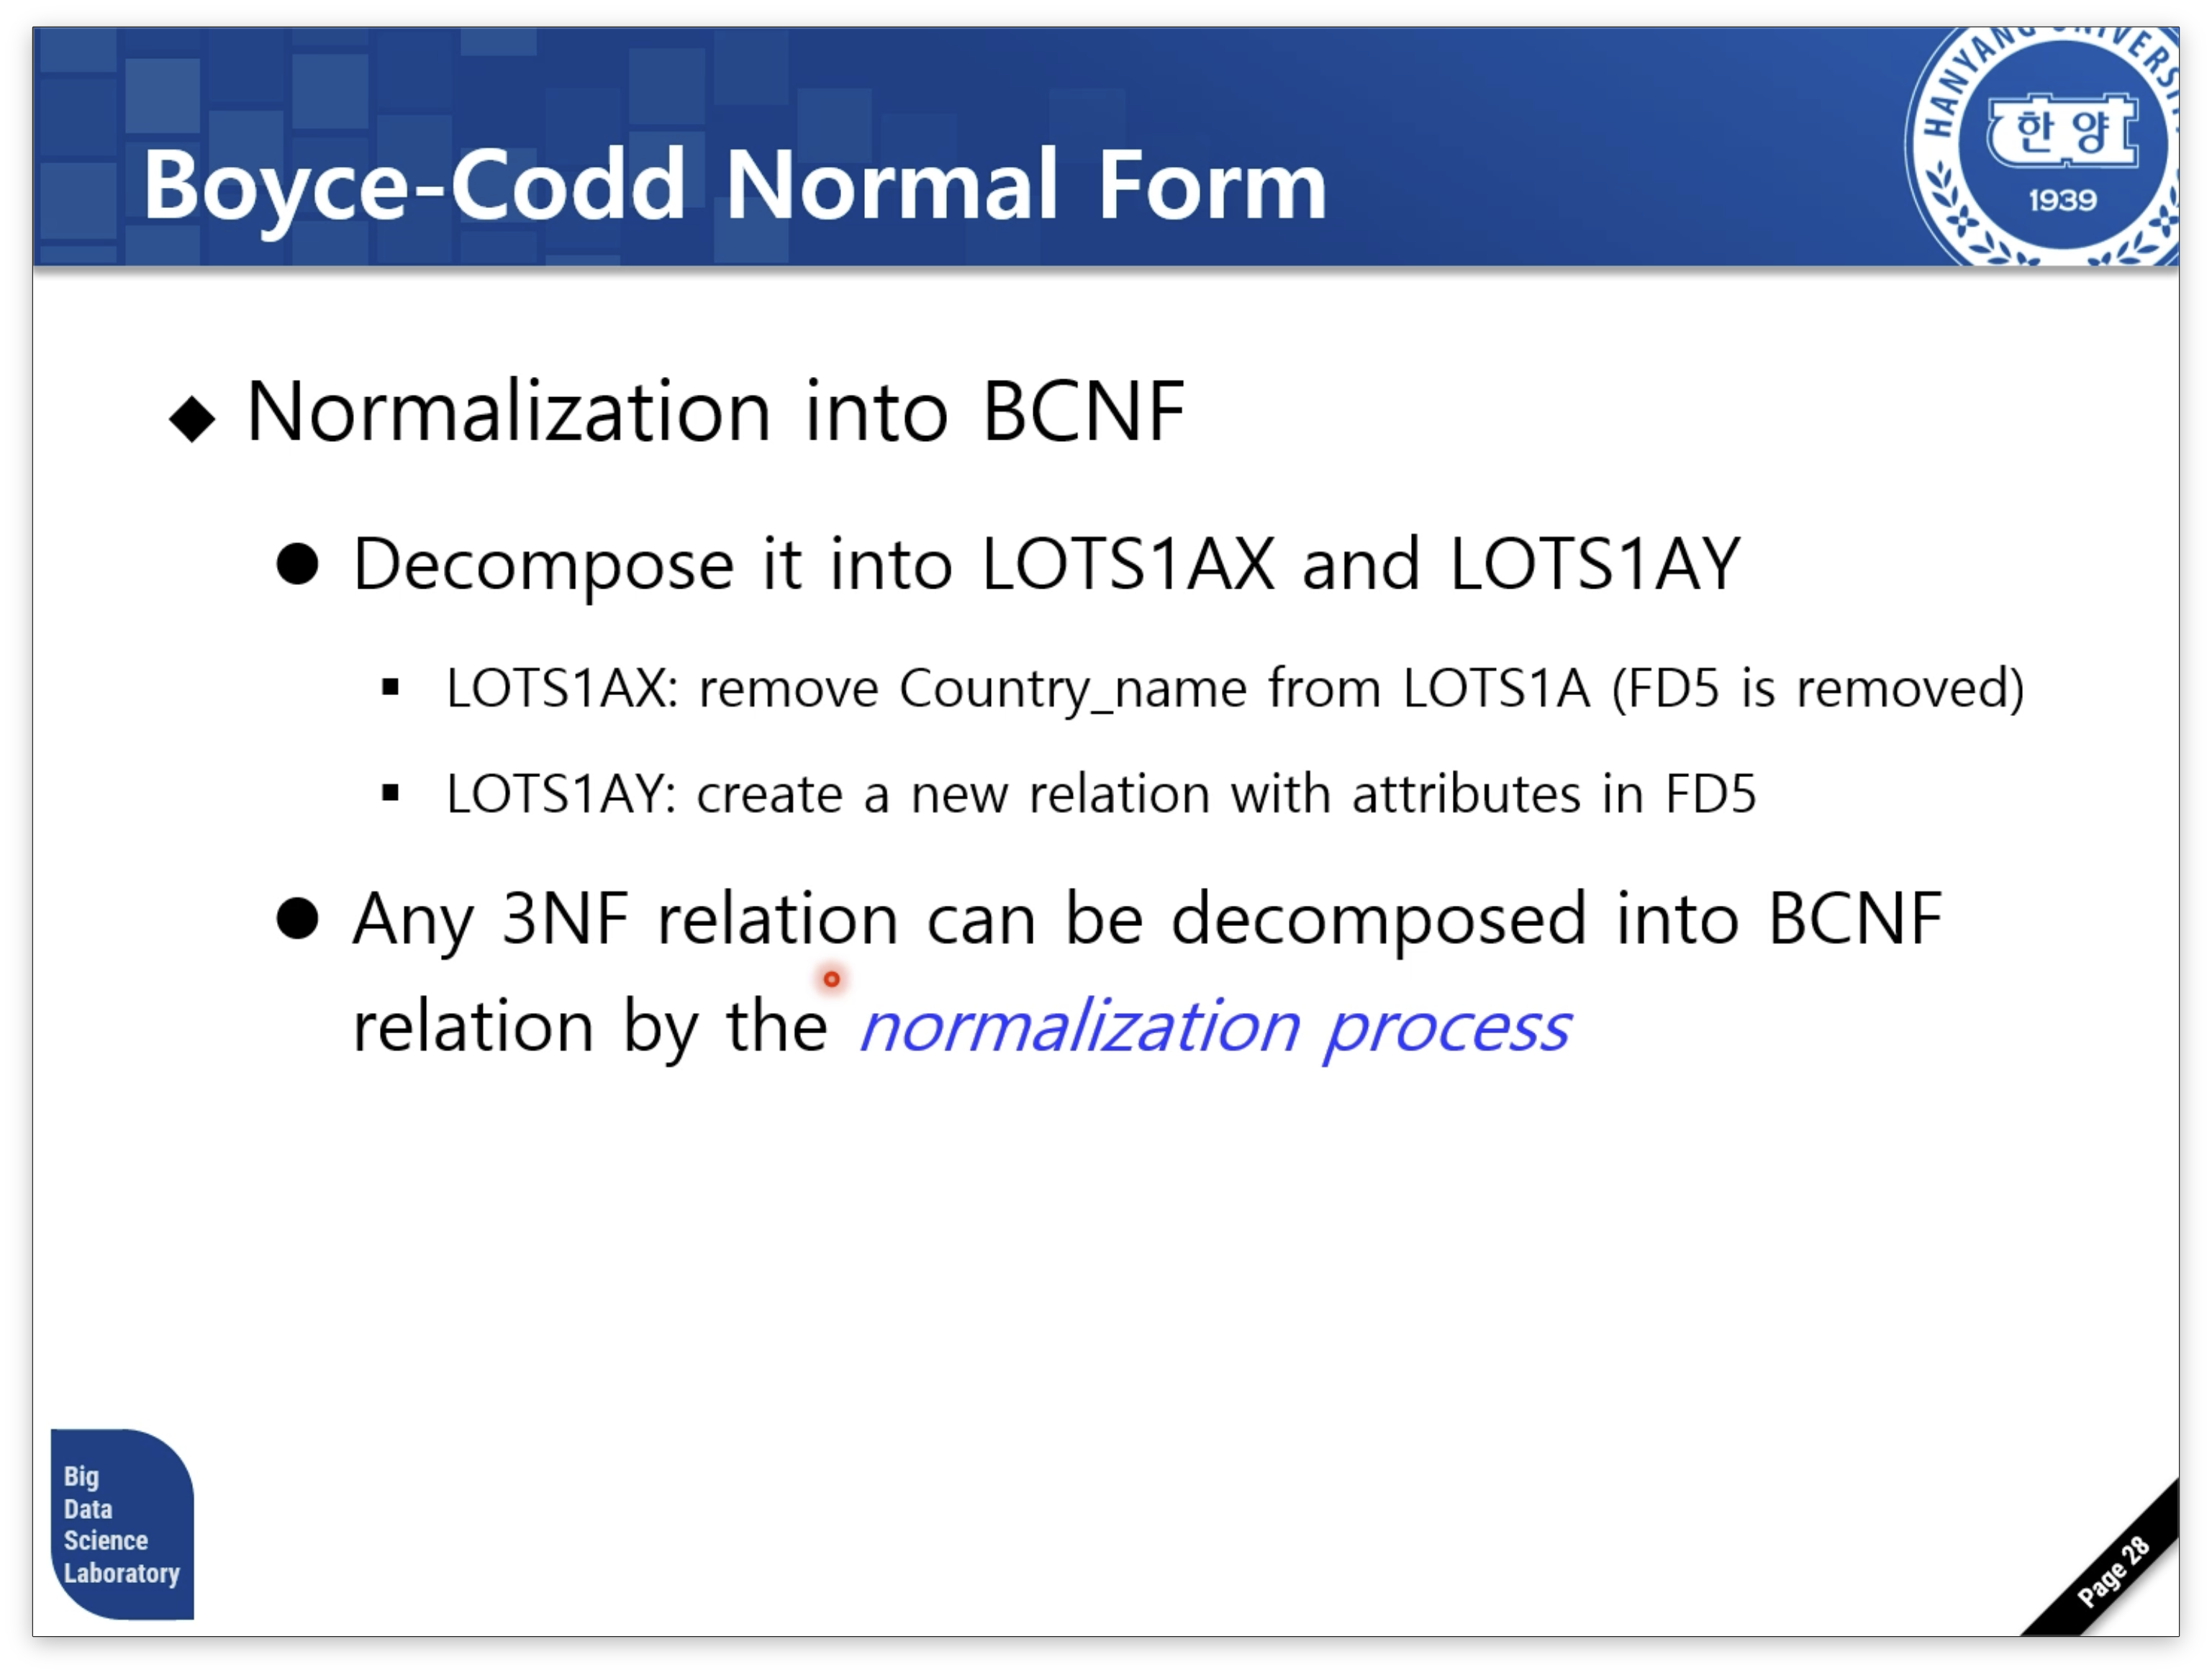 Boyce-Codd Normal Form
HANYANG UNIVERSITY
한양
1939
◆ Normalization into BCNF
● Decompose it into LOTS1AX and LOTS1AY
▪ LOTS1AX: remove Country_name from LOTS1A (FD5 is removed)
▪ LOTS1AY: create a new relation with attributes in FD5
● Any 3NF relation can be decomposed into BCNF
relation by the normalization process
Big
Data
Science
Laboratory
Page 28